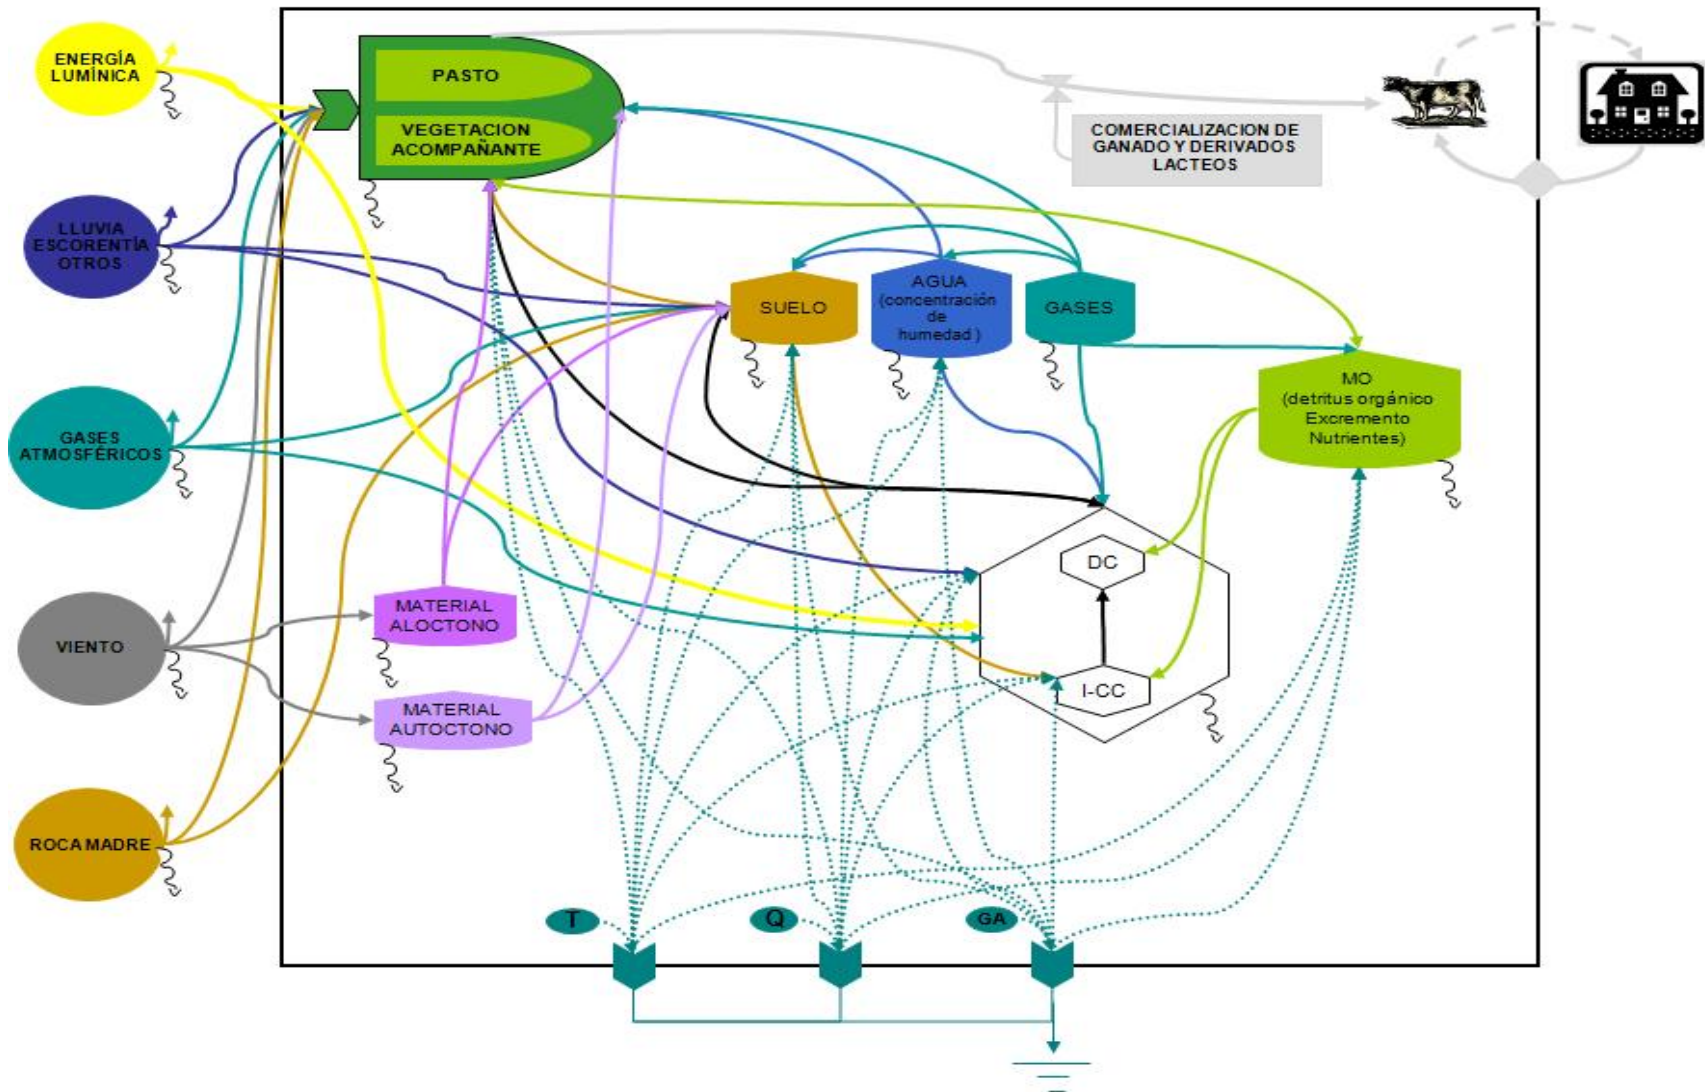 ENERGÍA
LUMÍNICA
LLUVIA
ESCORENTÍA
OTROS
GASES
ATMOSFÉRICOS
VIENTO
ROCA MADRE
PASTO
VEGETACION
ACOMPAÑANTE
COMERCIALIZACION DE
GANADO Y DERIVADOS
LACTEOS
SUELO
AGUA
(concentración
de
humedad )
GASES
MO
(detritus orgánico
Excremento
Nutrientes)
MATERIAL
ALOCTONO
MATERIAL
AUTOCTONO
DC
I-CC
T
Q
GA